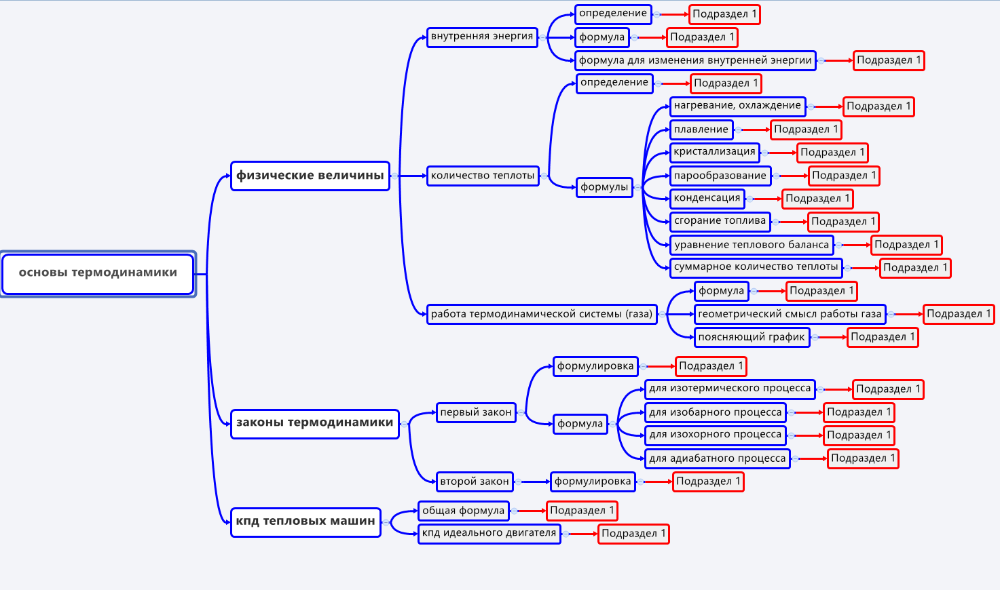 основы термодинамики
физические величины
внутренняя энергия
определение
Подраздел 1
формула
Подраздел 1
формула для изменения внутренней энергии
Подраздел 1
количество теплоты
определение
Подраздел 1
формулы
нагревание, охлаждение
Подраздел 1
плавление
Подраздел 1
кристаллизация
Подраздел 1
парообразование
Подраздел 1
конденсация
Подраздел 1
сгорание топлива
Подраздел 1
уравнение теплового баланса
Подраздел 1
суммарное количество теплоты
Подраздел 1
работа термодинамической системы (газа)
формула
Подраздел 1
геометрический смысл работы газа
Подраздел 1
поясняющий график
Подраздел 1
законы термодинамики
первый закон
формулировка
Подраздел 1
формула
для изотермического процесса
Подраздел 1
для изобарного процесса
Подраздел 1
для изохорного процесса
Подраздел 1
для адиабатного процесса
Подраздел 1
второй закон
формулировка
Подраздел 1
кпд тепловых машин
общая формула
Подраздел 1
кпд идеального двигателя
Подраздел 1